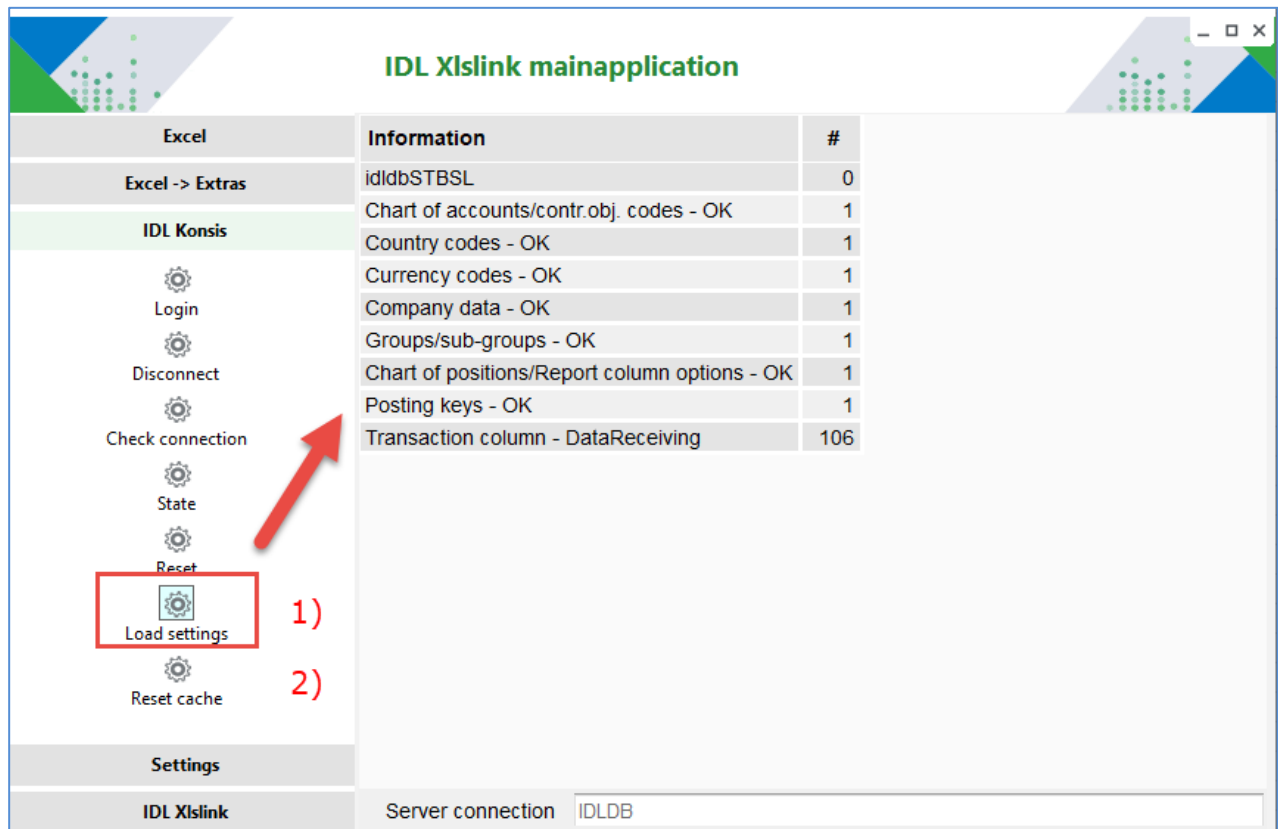 IDL Xlslink mainapplication
Excel
Excel -> Extras
IDL Konsis
Login
Disconnect
Check connection
State
Reset
Load settings
1)
Reset cache
2)
Settings
IDL Xlslink
Information #
idldbSTBSL 0
Chart of accounts/contr.obj. codes - OK 1
Country codes - OK 1
Currency codes - OK 1
Company data - OK 1
Groups/sub-groups - OK 1
Chart of positions/Report column options - OK 1
Posting keys - OK 1
Transaction column - DataReceiving 106
Server connection IDLDB